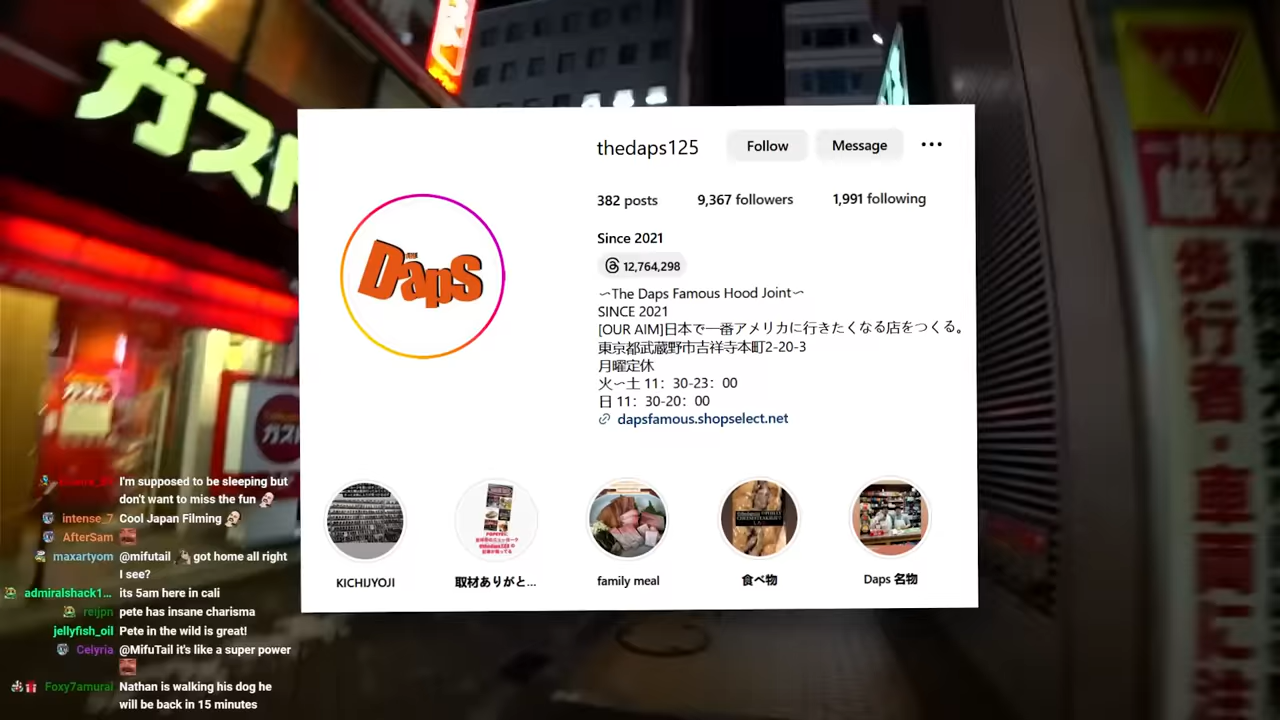 ガスト
thedaps125
Follow
Message
382 posts
9,367 followers
1,991 following
Since 2021
12,764,298
〜The Daps Famous Hood Joint〜
SINCE 2021
[OUR AIM]日本で一番アメリカに行きたくなる店をつくる。
東京都武蔵野市吉祥寺本町2-20-3
月曜定休
火〜土 11：30-23：00
日 11：30-20：00
dapsfamous.shopselect.net
Daps
KICHIJYOJI
取材ありがと...
family meal
食べ物
Daps 名物
I'm supposed to be sleeping but
don't want to miss the fun
intense_7 Cool Japan Filming
AfterSam
maxartyom @mifutail got home all right
I see?
admiralshack1... its 5am here in cali
reijpn pete has insane charisma
jellyfish_oil Pete in the wild is great!
Celyria @MifuTail it's like a super power
Foxy7amurai Nathan is walking his dog he
will be back in 15 minutes
ガスト
歩行者・自転車